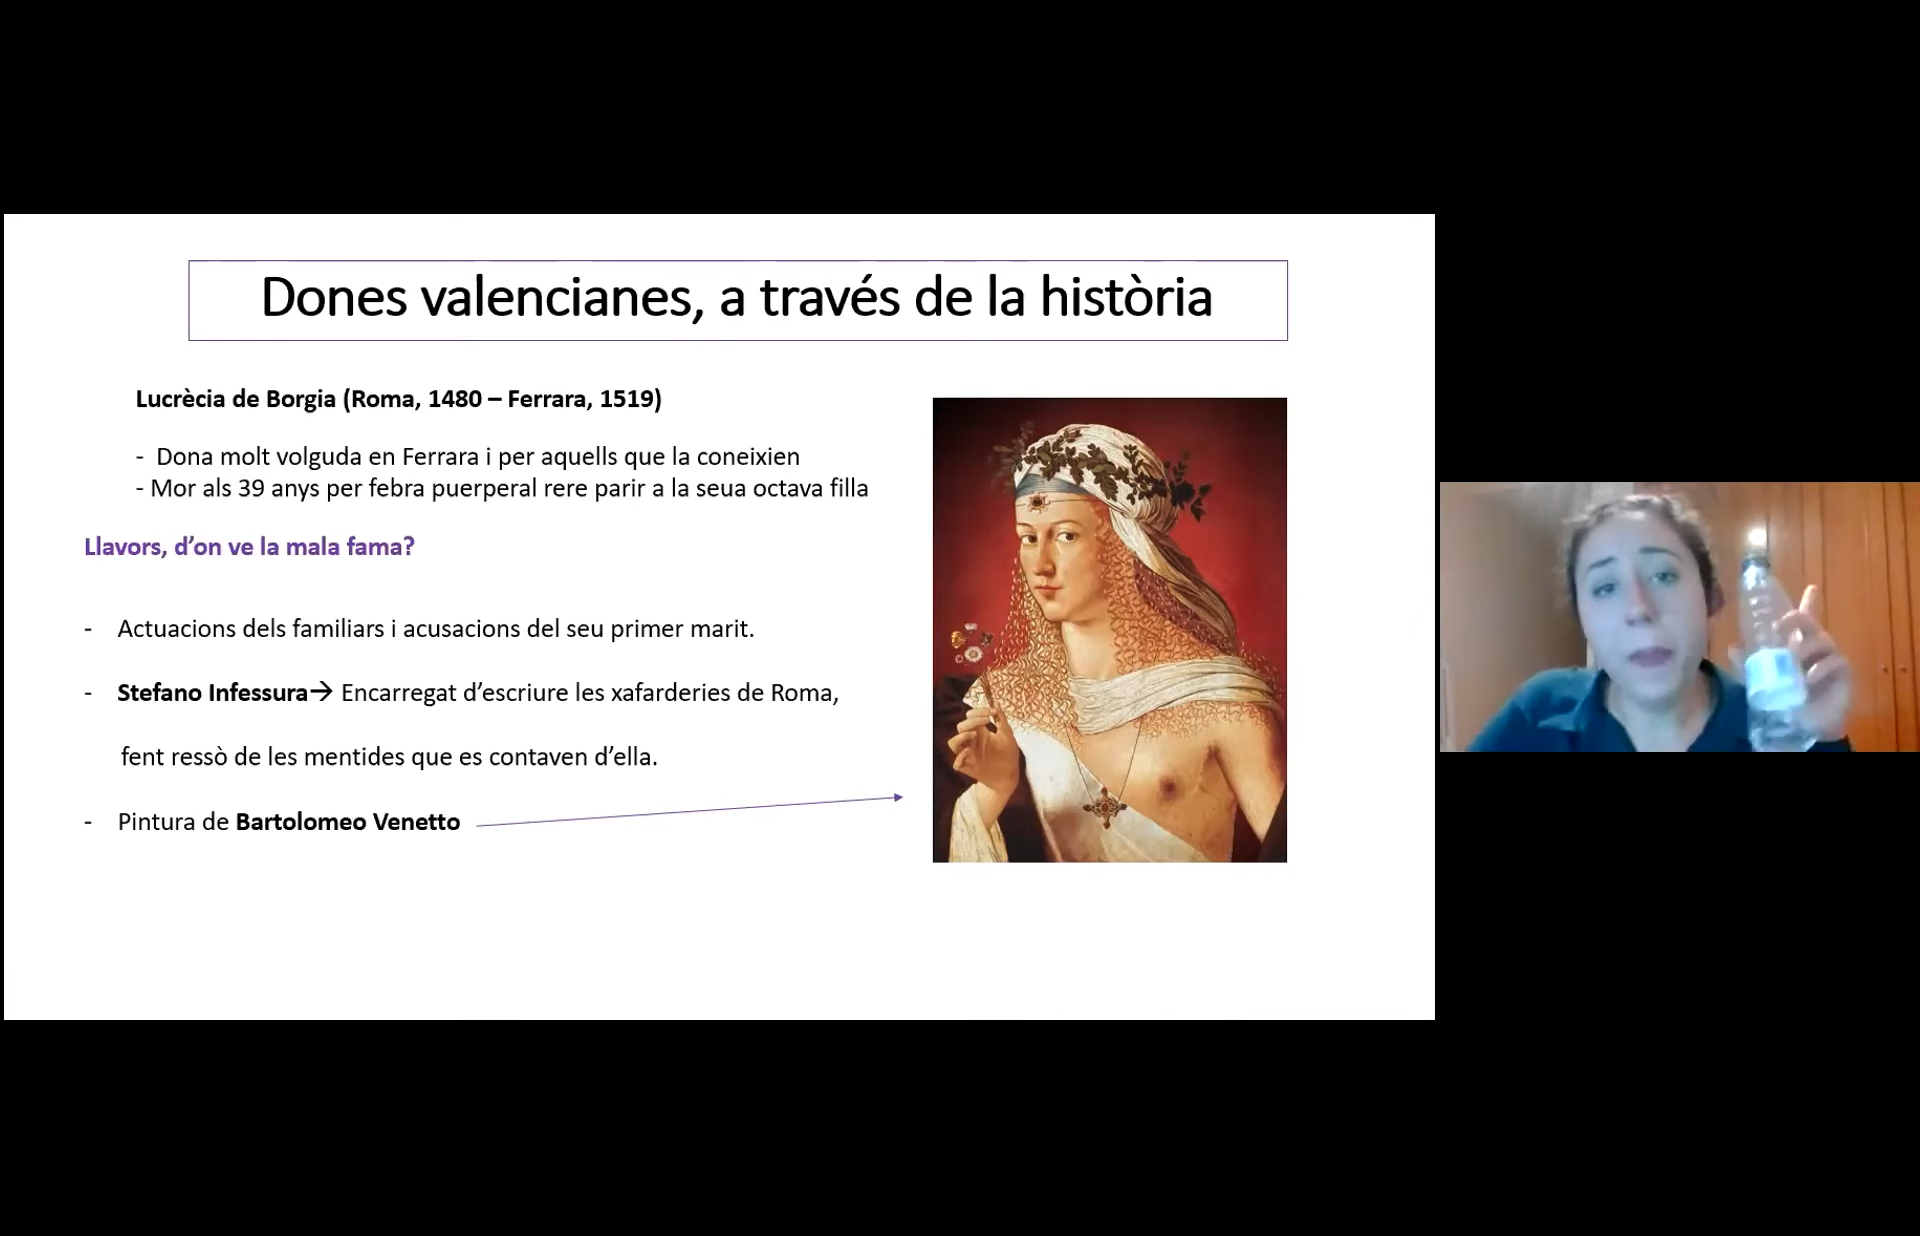 Dones valencianes, a través de la història
Lucrècia de Borgia (Roma, 1480 – Ferrara, 1519)
- Dona molt volguda en Ferrara i per aquells que la coneixien
- Mor als 39 anys per febra puerperal rere parir a la seua octava filla
Llavors, d’on ve la mala fama?
- Actuacions dels familiars i acusacions del seu primer marit.
- Stefano Infessura→ Encarregat d’escriure les xafarderies de Roma,
fent ressò de les mentides que es contaven d’ella.
- Pintura de Bartolomeo Venetto